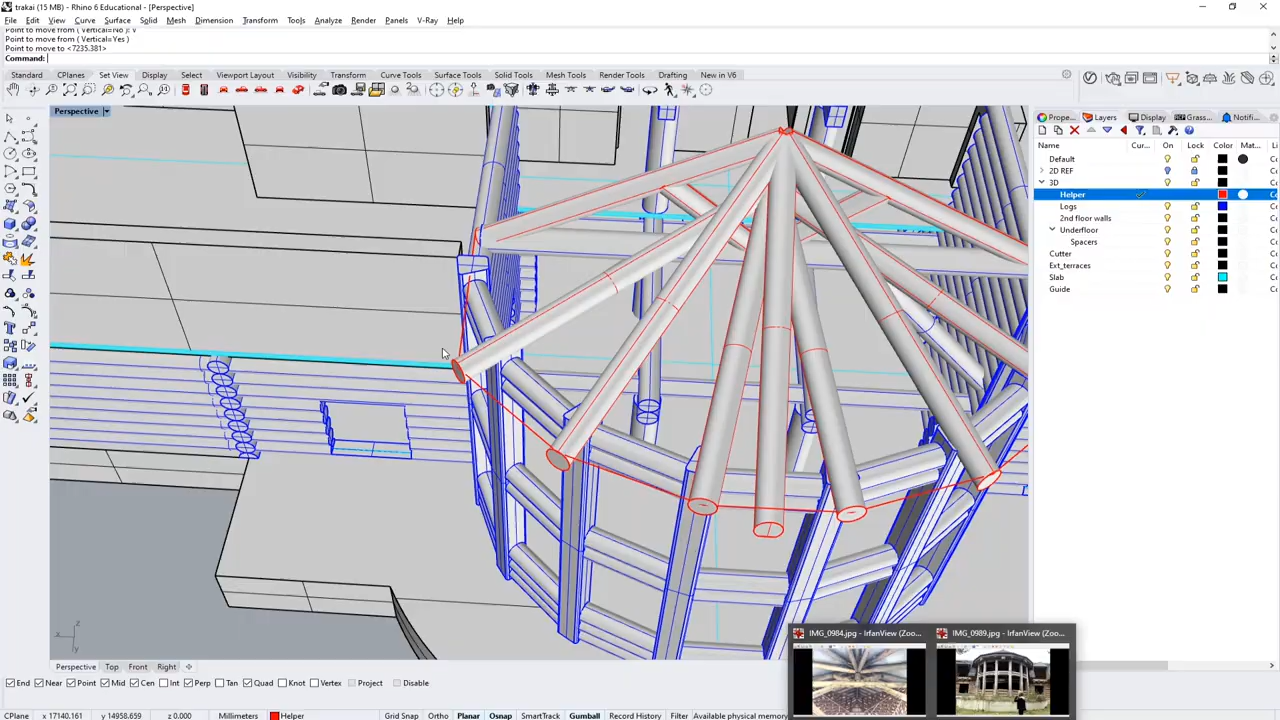 trakai (15 MB) - Rhino 6 Educational - [Perspective]
File Edit View Curve Surface Solid Mesh Dimension Transform Tools Analyze Render Panels V-Ray Help
Point to move from ( Vertical=No ): V
Point to move from ( Vertical=Yes )
Point to move to <7235.381>
Command:
Standard CPlanes Set View Display Select Viewport Layout Visibility Transform Curve Tools Surface Tools Solid Tools Mesh Tools Render Tools Drafting New in V6
Perspective
Prope... Layers Display Grass... Notifi...
Name Cur... On Lock Color Mat... Li
Default
2D REF
3D
Helper
Logs
2nd floor walls
Underfloor
Spacers
Cutter
Ext_terraces
Slab
Guide
IMG_0984.jpg - IrfanView (Zoo... IMG_0989.jpg - IrfanView (Zoo...
Perspective Top Front Right
End Near Point Mid Cen Int Perp Tan Quad Knot Vertex Project Disable
CPlane x 17140.161 y 14958.659 z 0.000 Millimeters Helper Grid Snap Ortho Planar Osnap SmartTrack Gumball Record History Filter Available physical memory